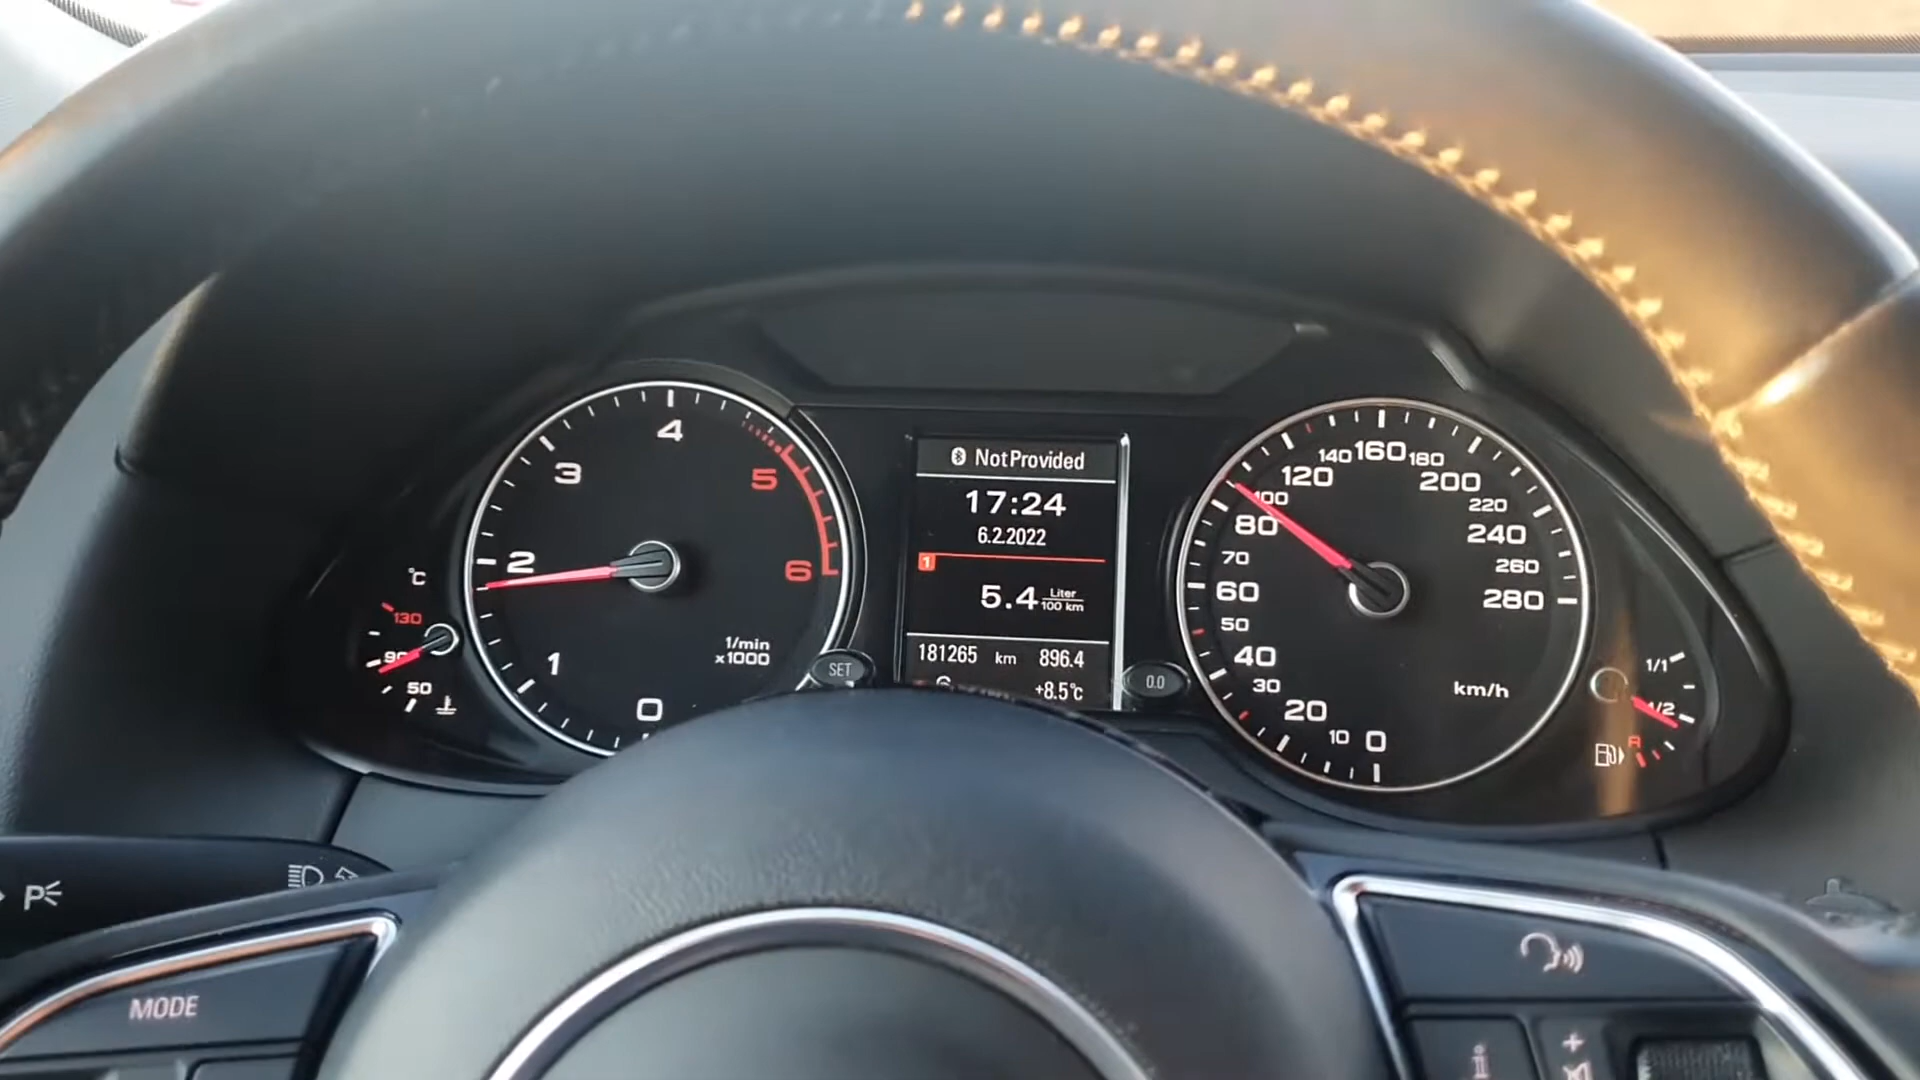 Not Provided
17:24
6.2.2022
1
5.4 Liter
100 km
181265 km 896.4
+8.5°c
0
1
2
3
4
5
6
1/min
x1000
°C
130
90
50
SET
0.0
0
10
20
30
40
50
60
70
80
100
120
140
160
180
200
220
240
260
280
km/h
1/1
1/2
R
P
MODE
i
+